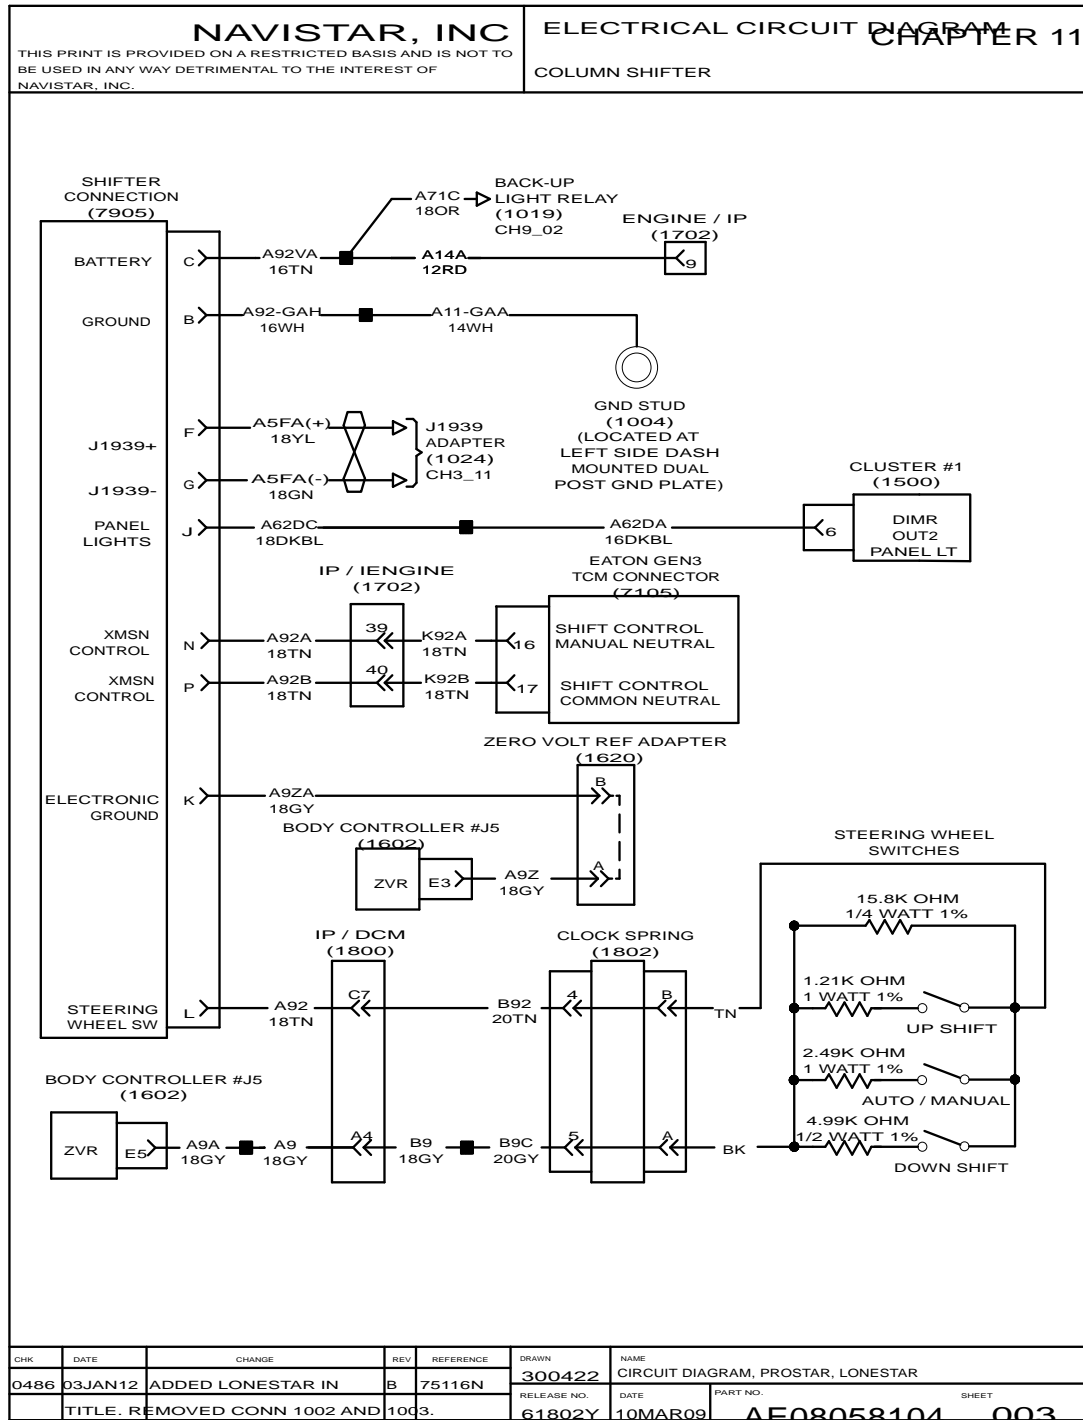 NAVISTAR, INC
THIS PRINT IS PROVIDED ON A RESTRICTED BASIS AND IS NOT TO
BE USED IN ANY WAY DETRIMENTAL TO THE INTEREST OF
NAVISTAR, INC.
ELECTRICAL CIRCUIT DIAGRAM
CHAPTER 11
COLUMN SHIFTER
SHIFTER
CONNECTION
(7905)
BATTERY C
A92VA
16TN
A71C
18OR
BACK-UP
LIGHT RELAY
(1019)
CH9_02
A14A
12RD
ENGINE / IP
(1702)
9
GROUND B
A92-GAH
16WH
A11-GAA
14WH
GND STUD
(1004)
(LOCATED AT
LEFT SIDE DASH
MOUNTED DUAL
POST GND PLATE)
J1939+ F
A5FA(+)
18YL
J1939- G
A5FA(-)
18GN
J1939
ADAPTER
(1024)
CH3_11
PANEL
LIGHTS J
A62DC
18DKBL
A62DA
16DKBL
CLUSTER #1
(1500)
6
DIMR
OUT2
PANEL LT
IP / IENGINE
(1702)
EATON GEN3
TCM CONNECTOR
(7105)
XMSN
CONTROL N
A92A
18TN
39
K92A
18TN
16
SHIFT CONTROL
MANUAL NEUTRAL
XMSN
CONTROL P
A92B
18TN
40
K92B
18TN
17
SHIFT CONTROL
COMMON NEUTRAL
ZERO VOLT REF ADAPTER
(1620)
ELECTRONIC
GROUND K
A9ZA
18GY
B
BODY CONTROLLER #J5
(1602)
ZVR E3
A9Z
18GY
A
STEERING WHEEL
SWITCHES
15.8K OHM
1/4 WATT 1%
1.21K OHM
1 WATT 1%
UP SHIFT
2.49K OHM
1 WATT 1%
AUTO / MANUAL
4.99K OHM
1/2 WATT 1%
DOWN SHIFT
IP / DCM
(1800)
CLOCK SPRING
(1802)
STEERING
WHEEL SW L
A92
18TN
C7
B92
20TN
4
B
TN
BODY CONTROLLER #J5
(1602)
ZVR E5
A9A
18GY
A9
18GY
A4
B9
18GY
B9C
20GY
5
A
BK
CHK DATE CHANGE REV REFERENCE
0486 03JAN12 ADDED LONESTAR IN B 75116N
TITLE. REMOVED CONN 1002 AND 1003.
DRAWN
300422
NAME
CIRCUIT DIAGRAM, PROSTAR, LONESTAR
RELEASE NO.
61802Y
DATE
10MAR09
PART NO.
AE08058104
SHEET
003